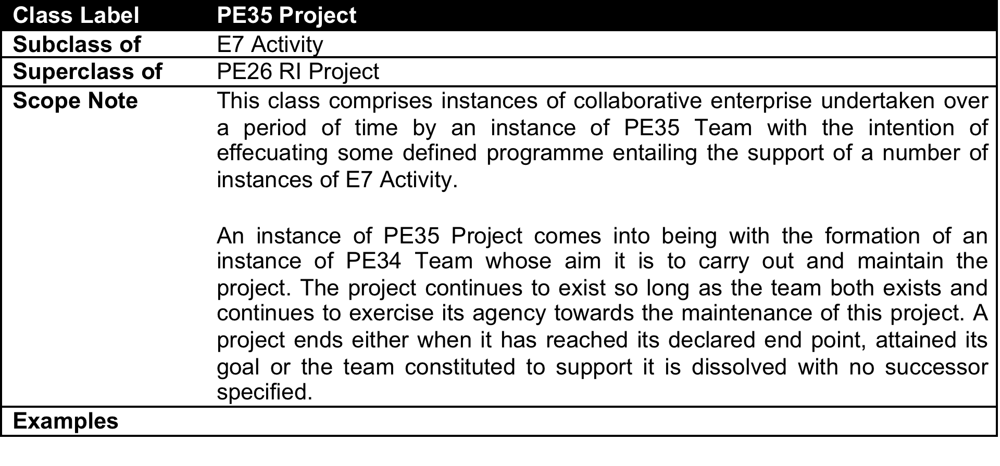 Class Label PE35 Project
Subclass of E7 Activity
Superclass of PE26 RI Project
Scope Note This class comprises instances of collaborative enterprise undertaken over
a period of time by an instance of PE35 Team with the intention of
effecuating some defined programme entailing the support of a number of
instances of E7 Activity.
An instance of PE35 Project comes into being with the formation of an
instance of PE34 Team whose aim it is to carry out and maintain the
project. The project continues to exist so long as the team both exists and
continues to exercise its agency towards the maintenance of this project. A
project ends either when it has reached its declared end point, attained its
goal or the team constituted to support it is dissolved with no successor
specified.
Examples